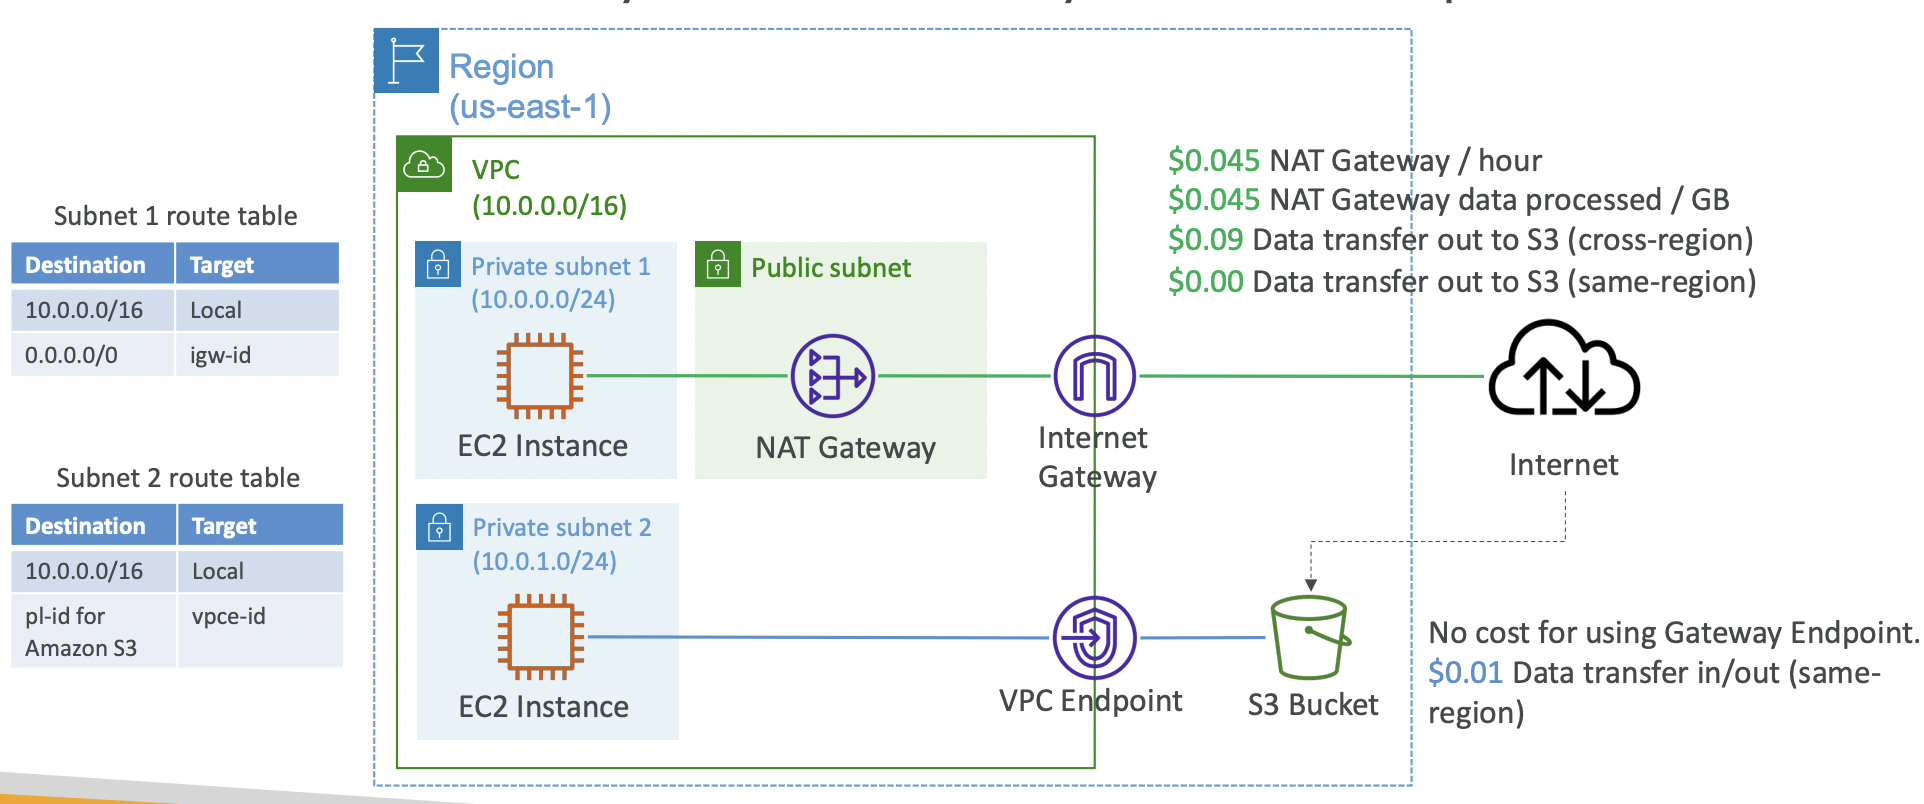 Region
(us-east-1)
VPC
(10.0.0.0/16)
$0.045 NAT Gateway / hour
$0.045 NAT Gateway data processed / GB
$0.09 Data transfer out to S3 (cross-region)
$0.00 Data transfer out to S3 (same-region)
Subnet 1 route table
Destination Target
10.0.0.0/16 Local
0.0.0.0/0 igw-id
Private subnet 1
(10.0.0.0/24)
Public subnet
EC2 Instance
NAT Gateway
Internet
Gateway
Internet
Subnet 2 route table
Destination Target
10.0.0.0/16 Local
pl-id for
Amazon S3
vpce-id
Private subnet 2
(10.0.1.0/24)
EC2 Instance
VPC Endpoint
S3 Bucket
No cost for using Gateway Endpoint.
$0.01 Data transfer in/out (same-
region)